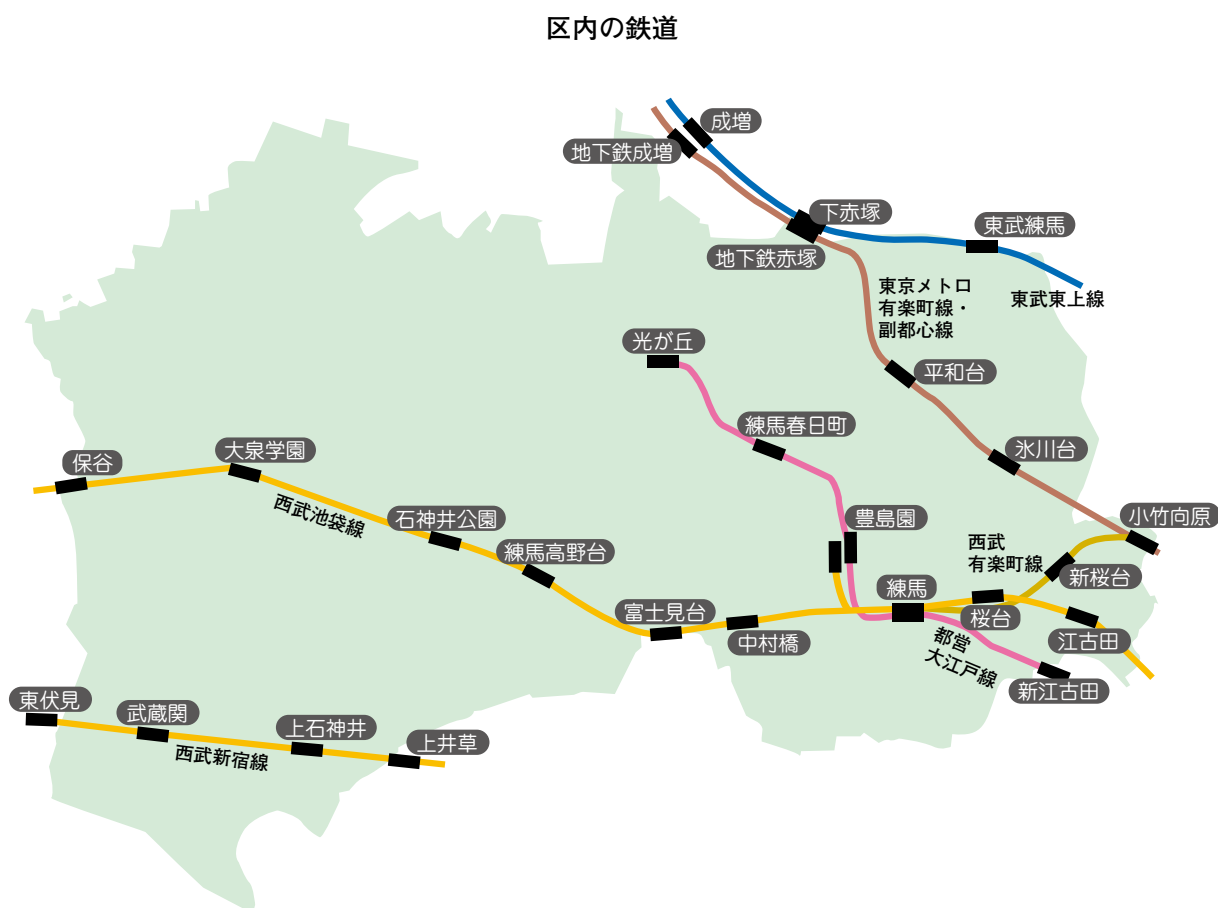 区内の鉄道
成増
地下鉄成増
下赤塚
東武練馬
地下鉄赤塚
東京メトロ
有楽町線・
副都心線
東武東上線
光が丘
平和台
練馬春日町
氷川台
保谷
大泉学園
西武池袋線
石神井公園
練馬高野台
豊島園
小竹向原
西武
有楽町線
新桜台
練馬
富士見台
中村橋
桜台
江古田
都営
大江戸線
新江古田
東伏見
武蔵関
上石神井
上井草
西武新宿線